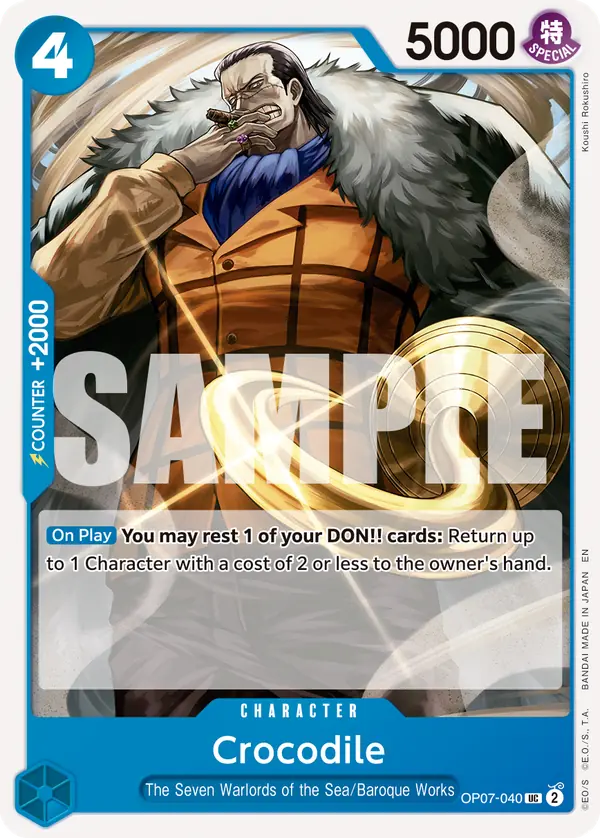 4
5000
特
SPECIAL
Koushi Rokushiro
COUNTER +2000
SAMPLE
On Play You may rest 1 of your DON!! cards: Return up
to 1 Character with a cost of 2 or less to the owner's hand.
CHARACTER
Crocodile
The Seven Warlords of the Sea/Baroque Works
OP07-040 UC 2
©E.O/S ©E.O./S., T.A. BANDAI MADE IN JAPAN EN